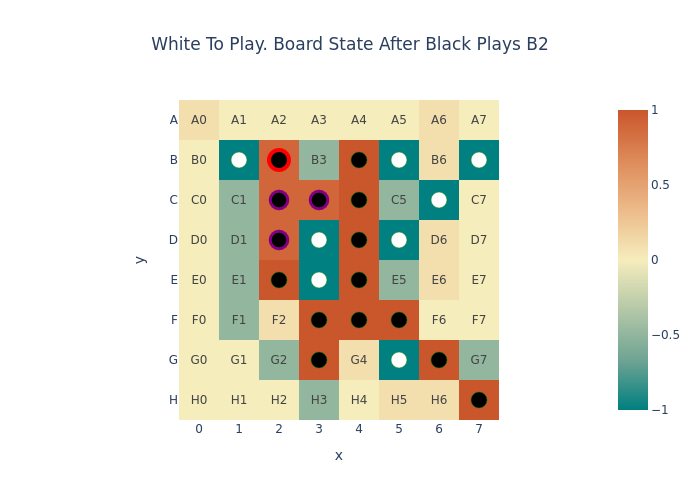 White To Play. Board State After Black Plays B2
A A0 A1 A2 A3 A4 A5 A6 A7
B B0 B3 B6
C C0 C1 C5 C7
D D0 D1 D6 D7
E E0 E1 E5 E6 E7
F F0 F1 F2 F6 F7
G G0 G1 G2 G4 G7
H H0 H1 H2 H3 H4 H5 H6
0 1 2 3 4 5 6 7
x
y
1
0.5
0
−0.5
−1